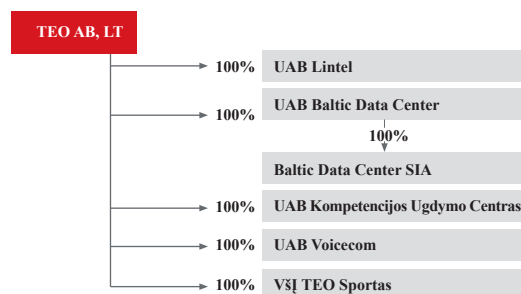 TEO AB, LT
100% UAB Lintel
100% UAB Baltic Data Center
100%
Baltic Data Center SIA
100% UAB Kompetencijos Ugdymo Centras
100% UAB Voicecom
100% VšĮ TEO Sportas